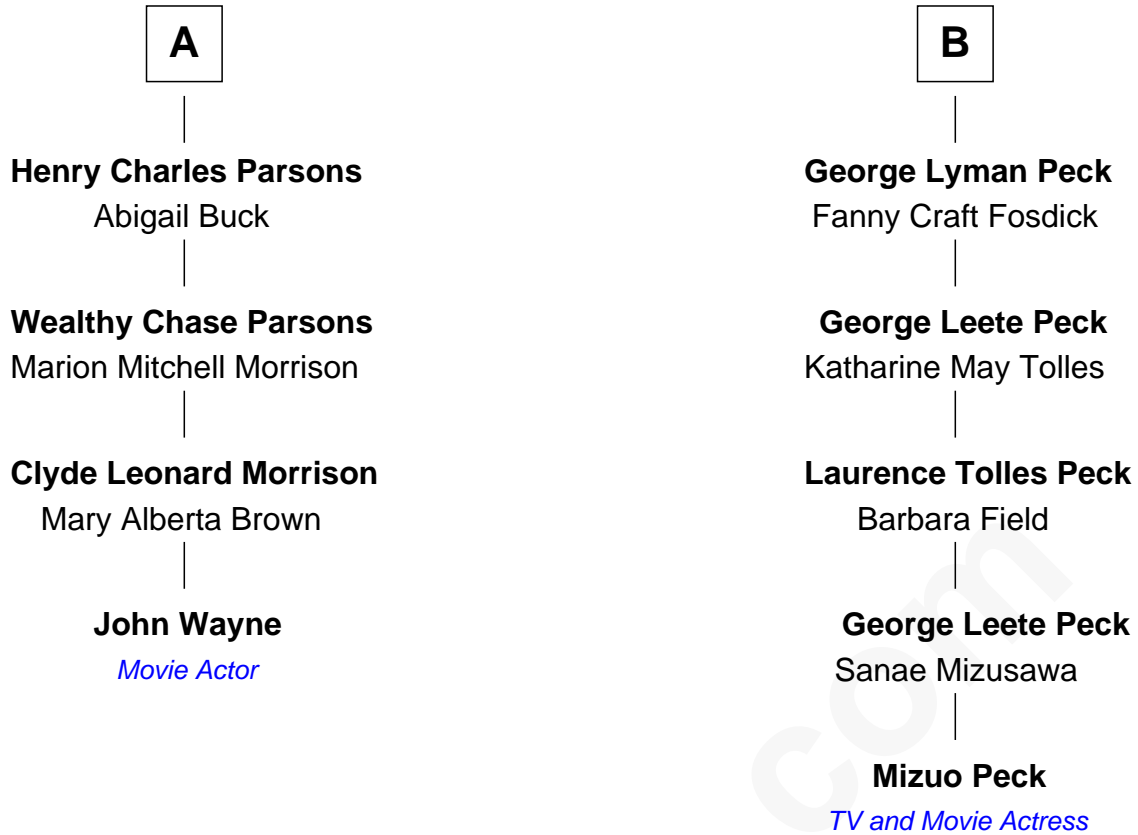 A
Henry Charles Parsons
Abigail Buck
Wealthy Chase Parsons
Marion Mitchell Morrison
Clyde Leonard Morrison
Mary Alberta Brown
John Wayne
Movie Actor
B
George Lyman Peck
Fanny Craft Fosdick
George Leete Peck
Katharine May Tolles
Laurence Tolles Peck
Barbara Field
George Leete Peck
Sanae Mizusawa
Mizuo Peck
TV and Movie Actress
com